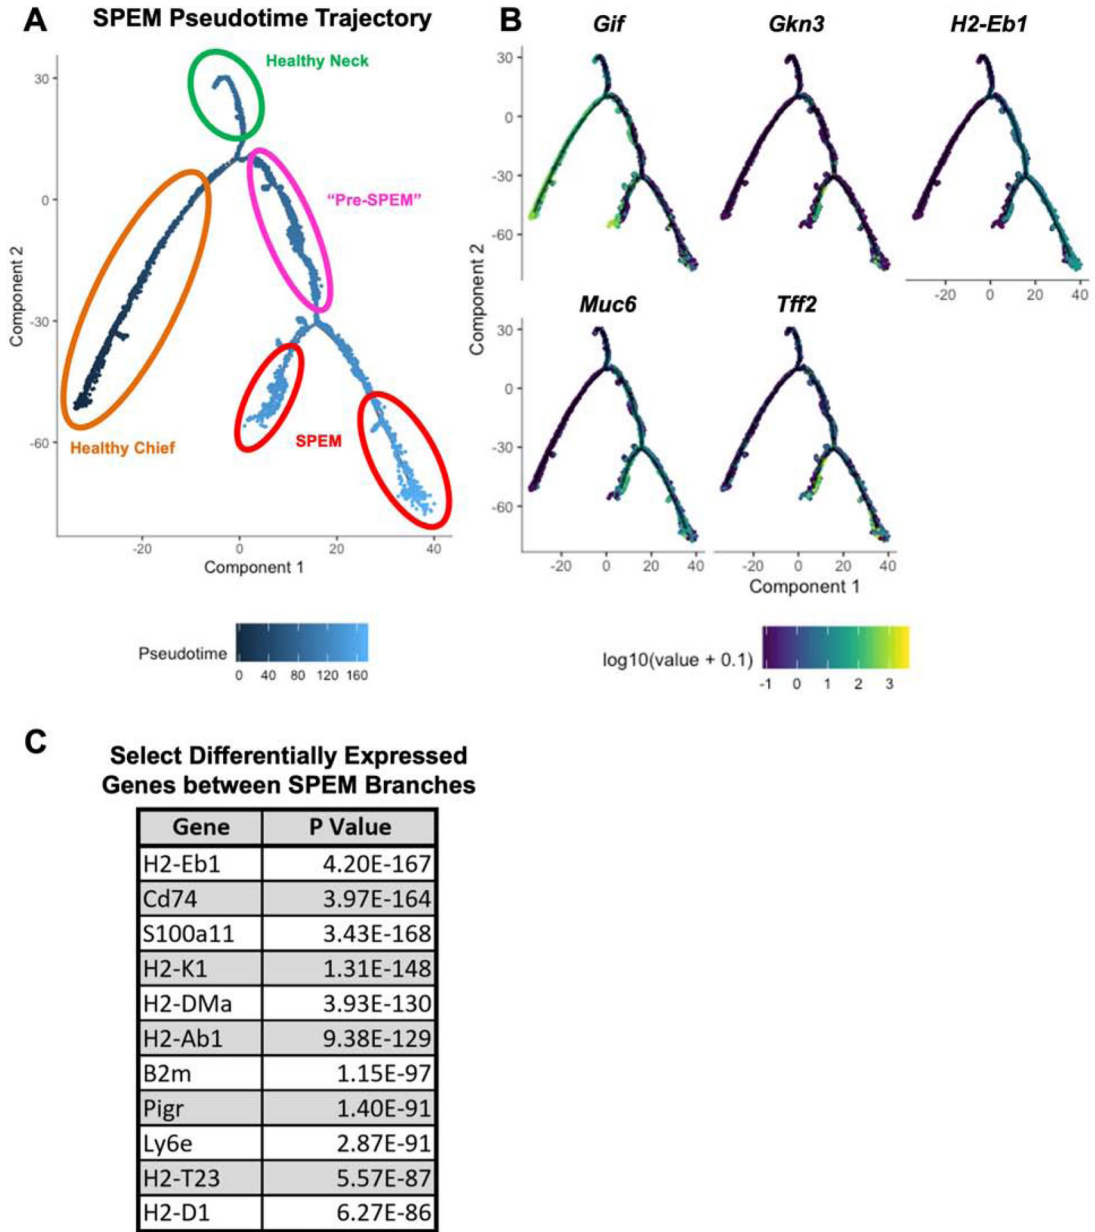 A
SPEM Pseudotime Trajectory
Healthy Neck
"Pre-SPEM"
Healthy Chief
SPEM
30
0
-30
-60
Component 2
-20 0 20 40
Component 1
Pseudotime
0 40 80 120 160
B
Gif
Gkn3
H2-Eb1
30
0
-30
-60
-20 0 20 40
Component 2
Muc6
Tff2
30
0
-30
-60
-20 0 20 40
-20 0 20 40
Component 1
log10(value + 0.1)
-1 0 1 2 3
C
Select Differentially Expressed
Genes between SPEM Branches
Gene P Value
H2-Eb1 4.20E-167
Cd74 3.97E-164
S100a11 3.43E-168
H2-K1 1.31E-148
H2-DMa 3.93E-130
H2-Ab1 9.38E-129
B2m 1.15E-97
Pigr 1.40E-91
Ly6e 2.87E-91
H2-T23 5.57E-87
H2-D1 6.27E-86